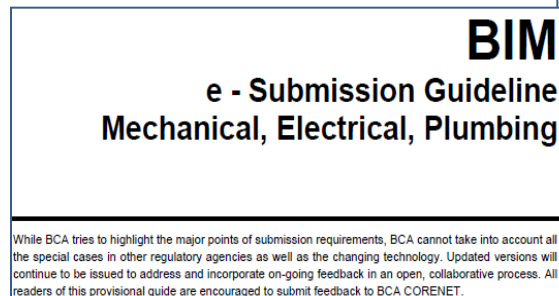 BIM
e - Submission Guideline
Mechanical, Electrical, Plumbing
While BCA tries to highlight the major points of submission requirements, BCA cannot take into account all
the special cases in other regulatory agencies as well as the changing technology. Updated versions will
continue to be issued to address and incorporate on-going feedback in an open, collaborative process. All
readers of this provisional guide are encouraged to submit feedback to BCA CORENET.